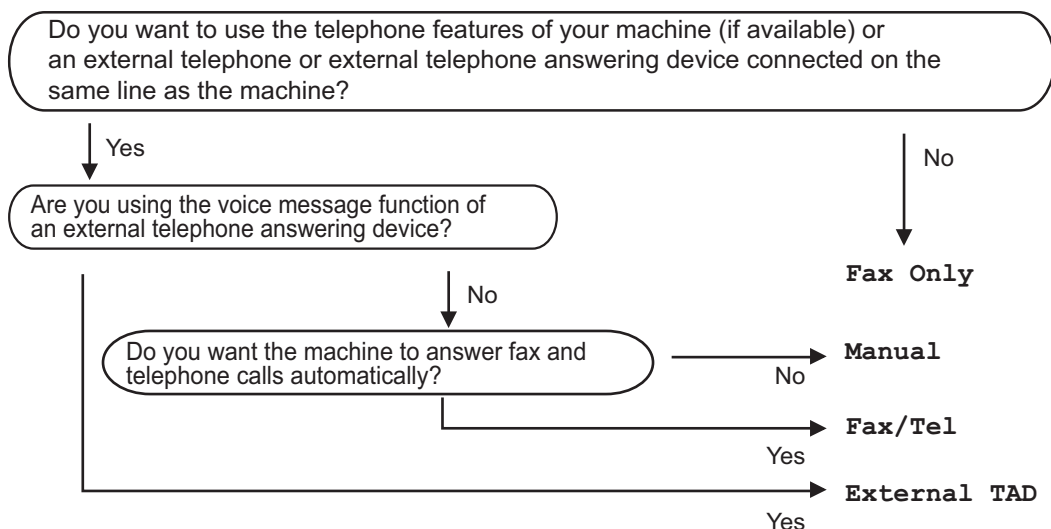 Do you want to use the telephone features of your machine (if available) or
an external telephone or external telephone answering device connected on the
same line as the machine?
Yes
No
Are you using the voice message function of
an external telephone answering device?
Fax Only
No
Do you want the machine to answer fax and
telephone calls automatically?
Manual
No
Fax/Tel
Yes
External TAD
Yes